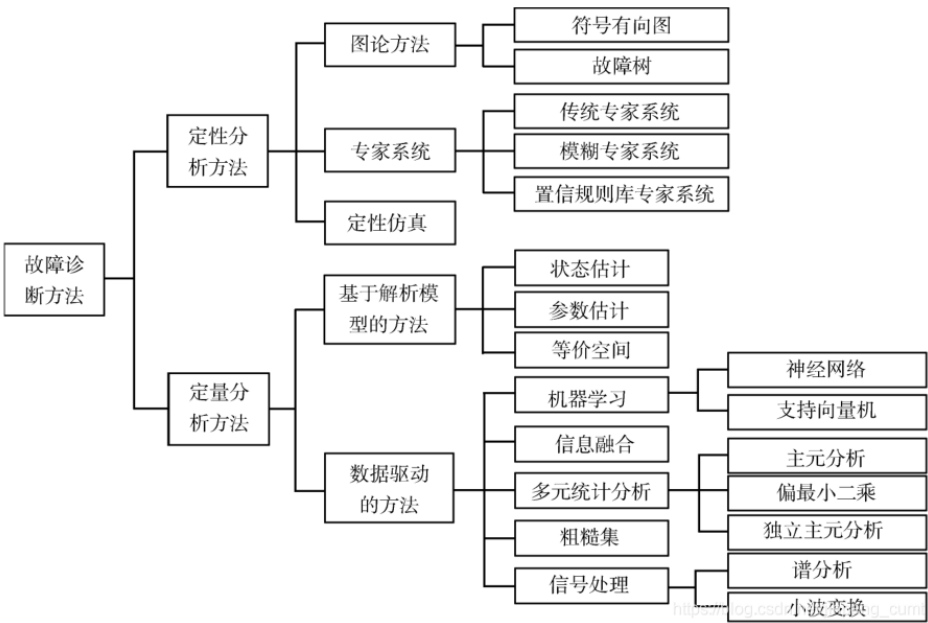 故障诊
断方法
定性分
析方法
图论方法
符号有向图
故障树
专家系统
传统专家系统
模糊专家系统
置信规则库专家系统
定性仿真
定量分
析方法
基于解析模
型的方法
状态估计
参数估计
等价空间
数据驱动
的方法
机器学习
神经网络
支持向量机
信息融合
多元统计分析
主元分析
偏最小二乘
独立主元分析
粗糙集
信号处理
谱分析
小波变换